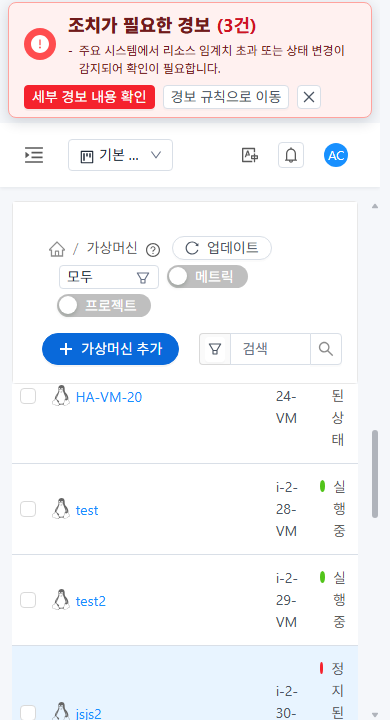 조치가 필요한 경보 (3건)
- 주요 시스템에서 리소스 임계치 초과 또는 상태 변경이
감지되어 확인이 필요합니다.
세부 경보 내용 확인 경보 규칙으로 이동
기본 ... AC
/ 가상머신 업데이트
모두 메트릭
프로젝트
가상머신 추가 검색
HA-VM-20 24- 된
VM 상
태
i-2- 실
test 28- 행
VM 중
i-2- 실
test2 29- 행
VM 중
정
i-2- 지
jsjs2 30- 된